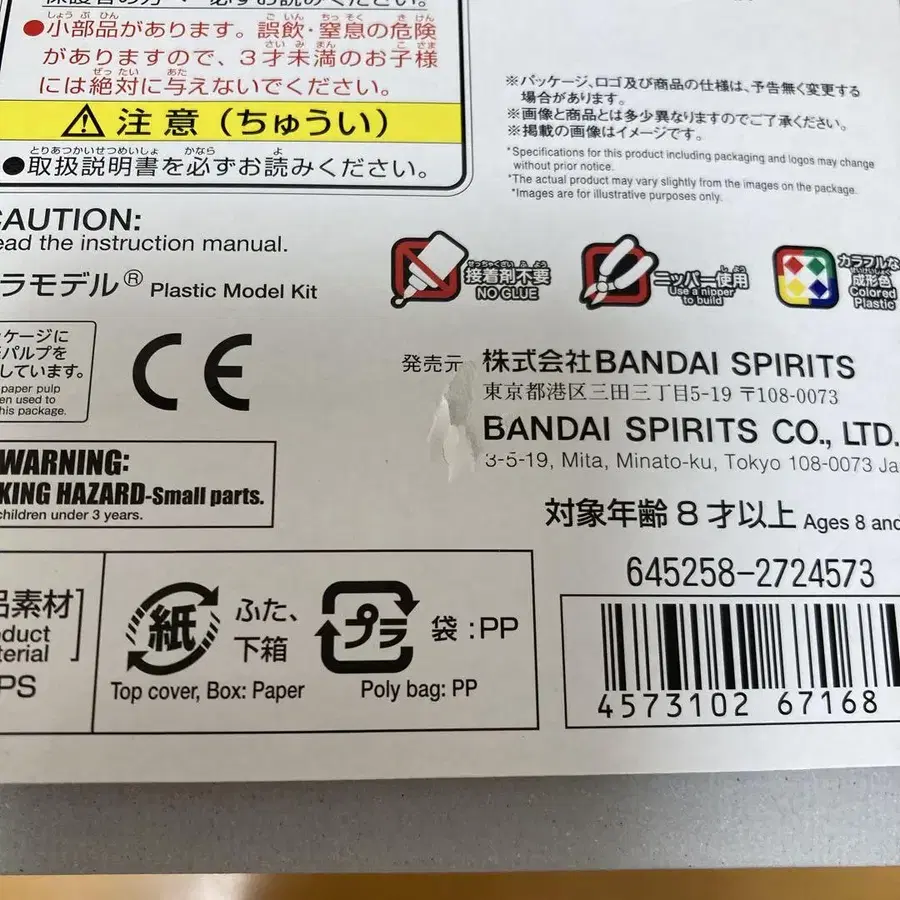 必ずお読みください。
●小部品があります。誤飲・窒息の危険
がありますので、3才未満のお子様
には絶対に与えないでください。
注意(ちゅうい)
●取扱説明書を必ずお読みください。
※パッケージ、ロゴ及び商品の仕様は、予告無く変更する
場合があります。
※画像と商品とは多少異なりますのでご了承ください。
※掲載の画像はイメージです。
*Specifications for this product including packaging and logos may change
without prior notice.
*The actual product may vary slightly from the images on the package.
*Images are for illustrative purposes only.
CAUTION:
ead the instruction manual.
ラモデル® Plastic Model Kit
接着剤不要
NO GLUE
ニッパー使用
Use a nipper
to build
カラフルな
成形色
Colored
Plastic
ッケージに
パルプを
しています。
paper pulp
en used to
his package.
CE
発売元 株式会社BANDAI SPIRITS
東京都港区三田三丁目5-19 〒108-0073
BANDAI SPIRITS CO., LTD.
3-5-19, Mita, Minato-ku, Tokyo 108-0073 Ja
WARNING:
KING HAZARD-Small parts.
children under 3 years.
対象年齢8才以上 Ages 8 and
645258-2724573
品素材
oduct
terial
PS
紙
ふた、
下箱
Top cover, Box: Paper
プラ
袋:PP
Poly bag: PP
4573102 67168